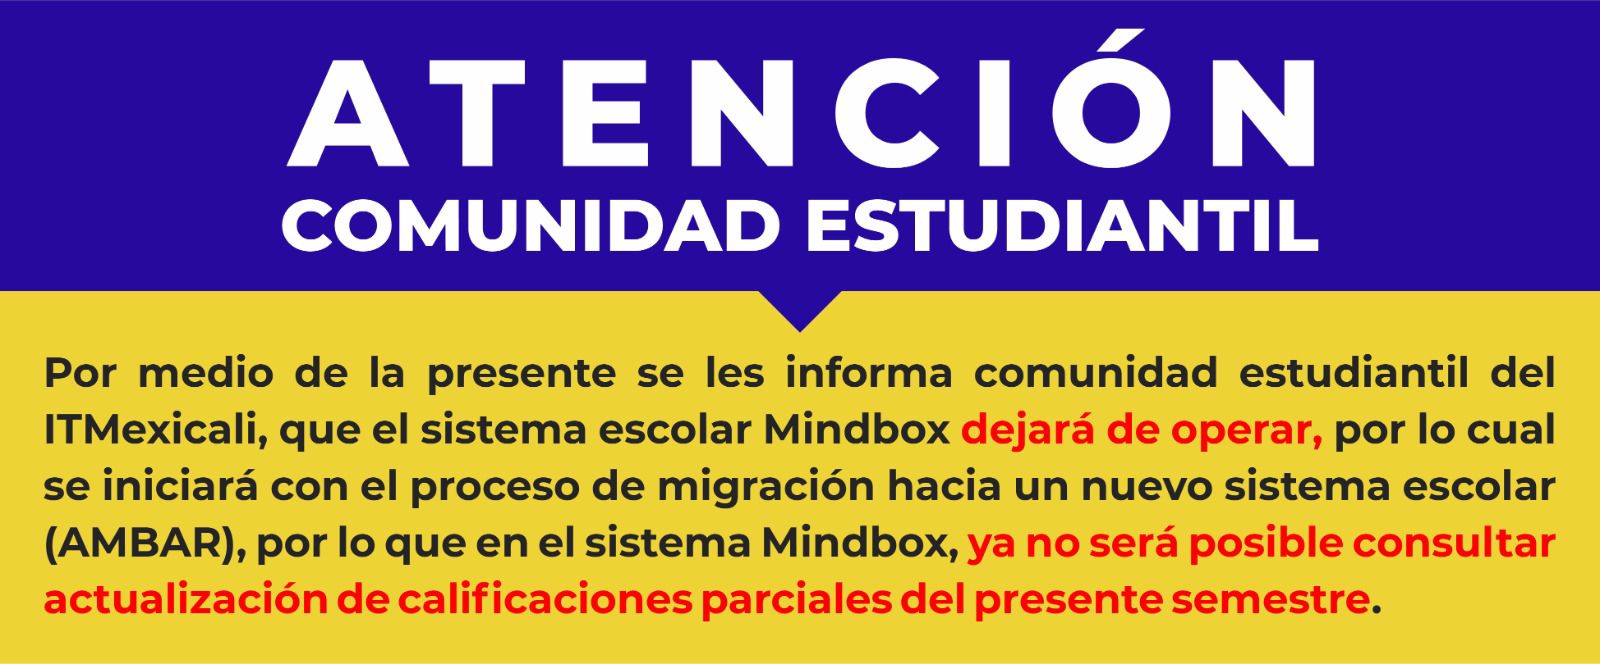 ATENCIÓN
COMUNIDAD ESTUDIANTIL
Por medio de la presente se les informa comunidad estudiantil del
ITMexicali, que el sistema escolar Mindbox dejará de operar, por lo cual
se iniciará con el proceso de migración hacia un nuevo sistema escolar
(AMBAR), por lo que en el sistema Mindbox, ya no será posible consultar
actualización de calificaciones parciales del presente semestre.